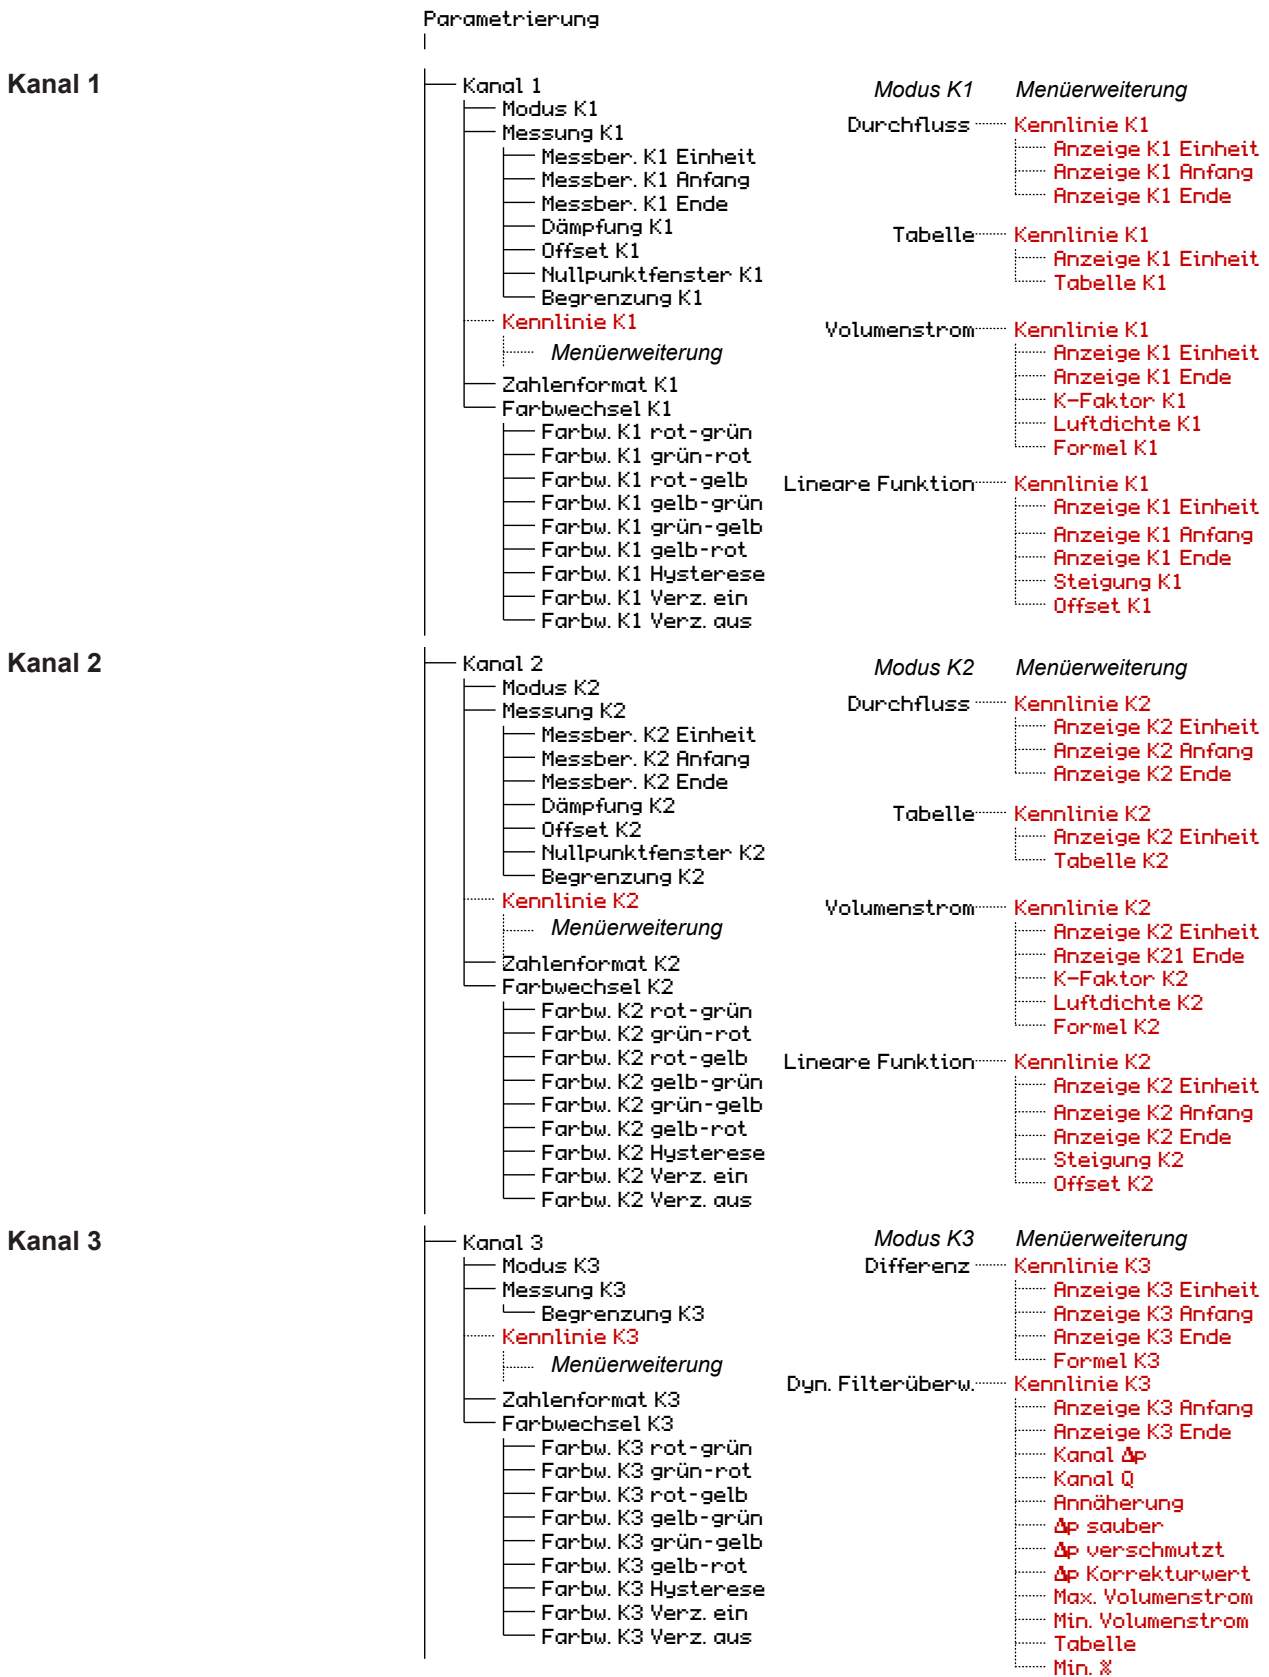 Parametrierung
Kanal 1
Kanal 1
Modus K1
Messung K1
Messber. K1 Einheit
Messber. K1 Anfang
Messber. K1 Ende
Dämpfung K1
Offset K1
Nullpunktfenster K1
Begrenzung K1
Kennlinie K1
Menüerweiterung
Zahlenformat K1
Farbwechsel K1
Farbw. K1 rot-grün
Farbw. K1 grün-rot
Farbw. K1 rot-gelb
Farbw. K1 gelb-grün
Farbw. K1 grün-gelb
Farbw. K1 gelb-rot
Farbw. K1 Hysterese
Farbw. K1 Verz. ein
Farbw. K1 Verz. aus
Modus K1 Menüerweiterung
Durchfluss Kennlinie K1
Anzeige K1 Einheit
Anzeige K1 Anfang
Anzeige K1 Ende
Tabelle Kennlinie K1
Anzeige K1 Einheit
Tabelle K1
Volumenstrom Kennlinie K1
Anzeige K1 Einheit
Anzeige K1 Ende
K-Faktor K1
Luftdichte K1
Formel K1
Lineare Funktion Kennlinie K1
Anzeige K1 Einheit
Anzeige K1 Anfang
Anzeige K1 Ende
Steigung K1
Offset K1
Kanal 2
Kanal 2
Modus K2
Messung K2
Messber. K2 Einheit
Messber. K2 Anfang
Messber. K2 Ende
Dämpfung K2
Offset K2
Nullpunktfenster K2
Begrenzung K2
Kennlinie K2
Menüerweiterung
Zahlenformat K2
Farbwechsel K2
Farbw. K2 rot-grün
Farbw. K2 grün-rot
Farbw. K2 rot-gelb
Farbw. K2 gelb-grün
Farbw. K2 grün-gelb
Farbw. K2 gelb-rot
Farbw. K2 Hysterese
Farbw. K2 Verz. ein
Farbw. K2 Verz. aus
Modus K2 Menüerweiterung
Durchfluss Kennlinie K2
Anzeige K2 Einheit
Anzeige K2 Anfang
Anzeige K2 Ende
Tabelle Kennlinie K2
Anzeige K2 Einheit
Tabelle K2
Volumenstrom Kennlinie K2
Anzeige K2 Einheit
Anzeige K21 Ende
K-Faktor K2
Luftdichte K2
Formel K2
Lineare Funktion Kennlinie K2
Anzeige K2 Einheit
Anzeige K2 Anfang
Anzeige K2 Ende
Steigung K2
Offset K2
Kanal 3
Kanal 3
Modus K3
Messung K3
Begrenzung K3
Kennlinie K3
Menüerweiterung
Zahlenformat K3
Farbwechsel K3
Farbw. K3 rot-grün
Farbw. K3 grün-rot
Farbw. K3 rot-gelb
Farbw. K3 gelb-grün
Farbw. K3 grün-gelb
Farbw. K3 gelb-rot
Farbw. K3 Hysterese
Farbw. K3 Verz. ein
Farbw. K3 Verz. aus
Modus K3 Menüerweiterung
Differenz Kennlinie K3
Anzeige K3 Einheit
Anzeige K3 Anfang
Anzeige K3 Ende
Formel K3
Dyn. Filterüberw. Kennlinie K3
Anzeige K3 Anfang
Anzeige K3 Ende
Kanal Δp
Kanal Q
Annäherung
Δp sauber
Δp verschmutzt
Δp Korrekturwert
Max. Volumenstrom
Min. Volumenstrom
Tabelle
Min. %